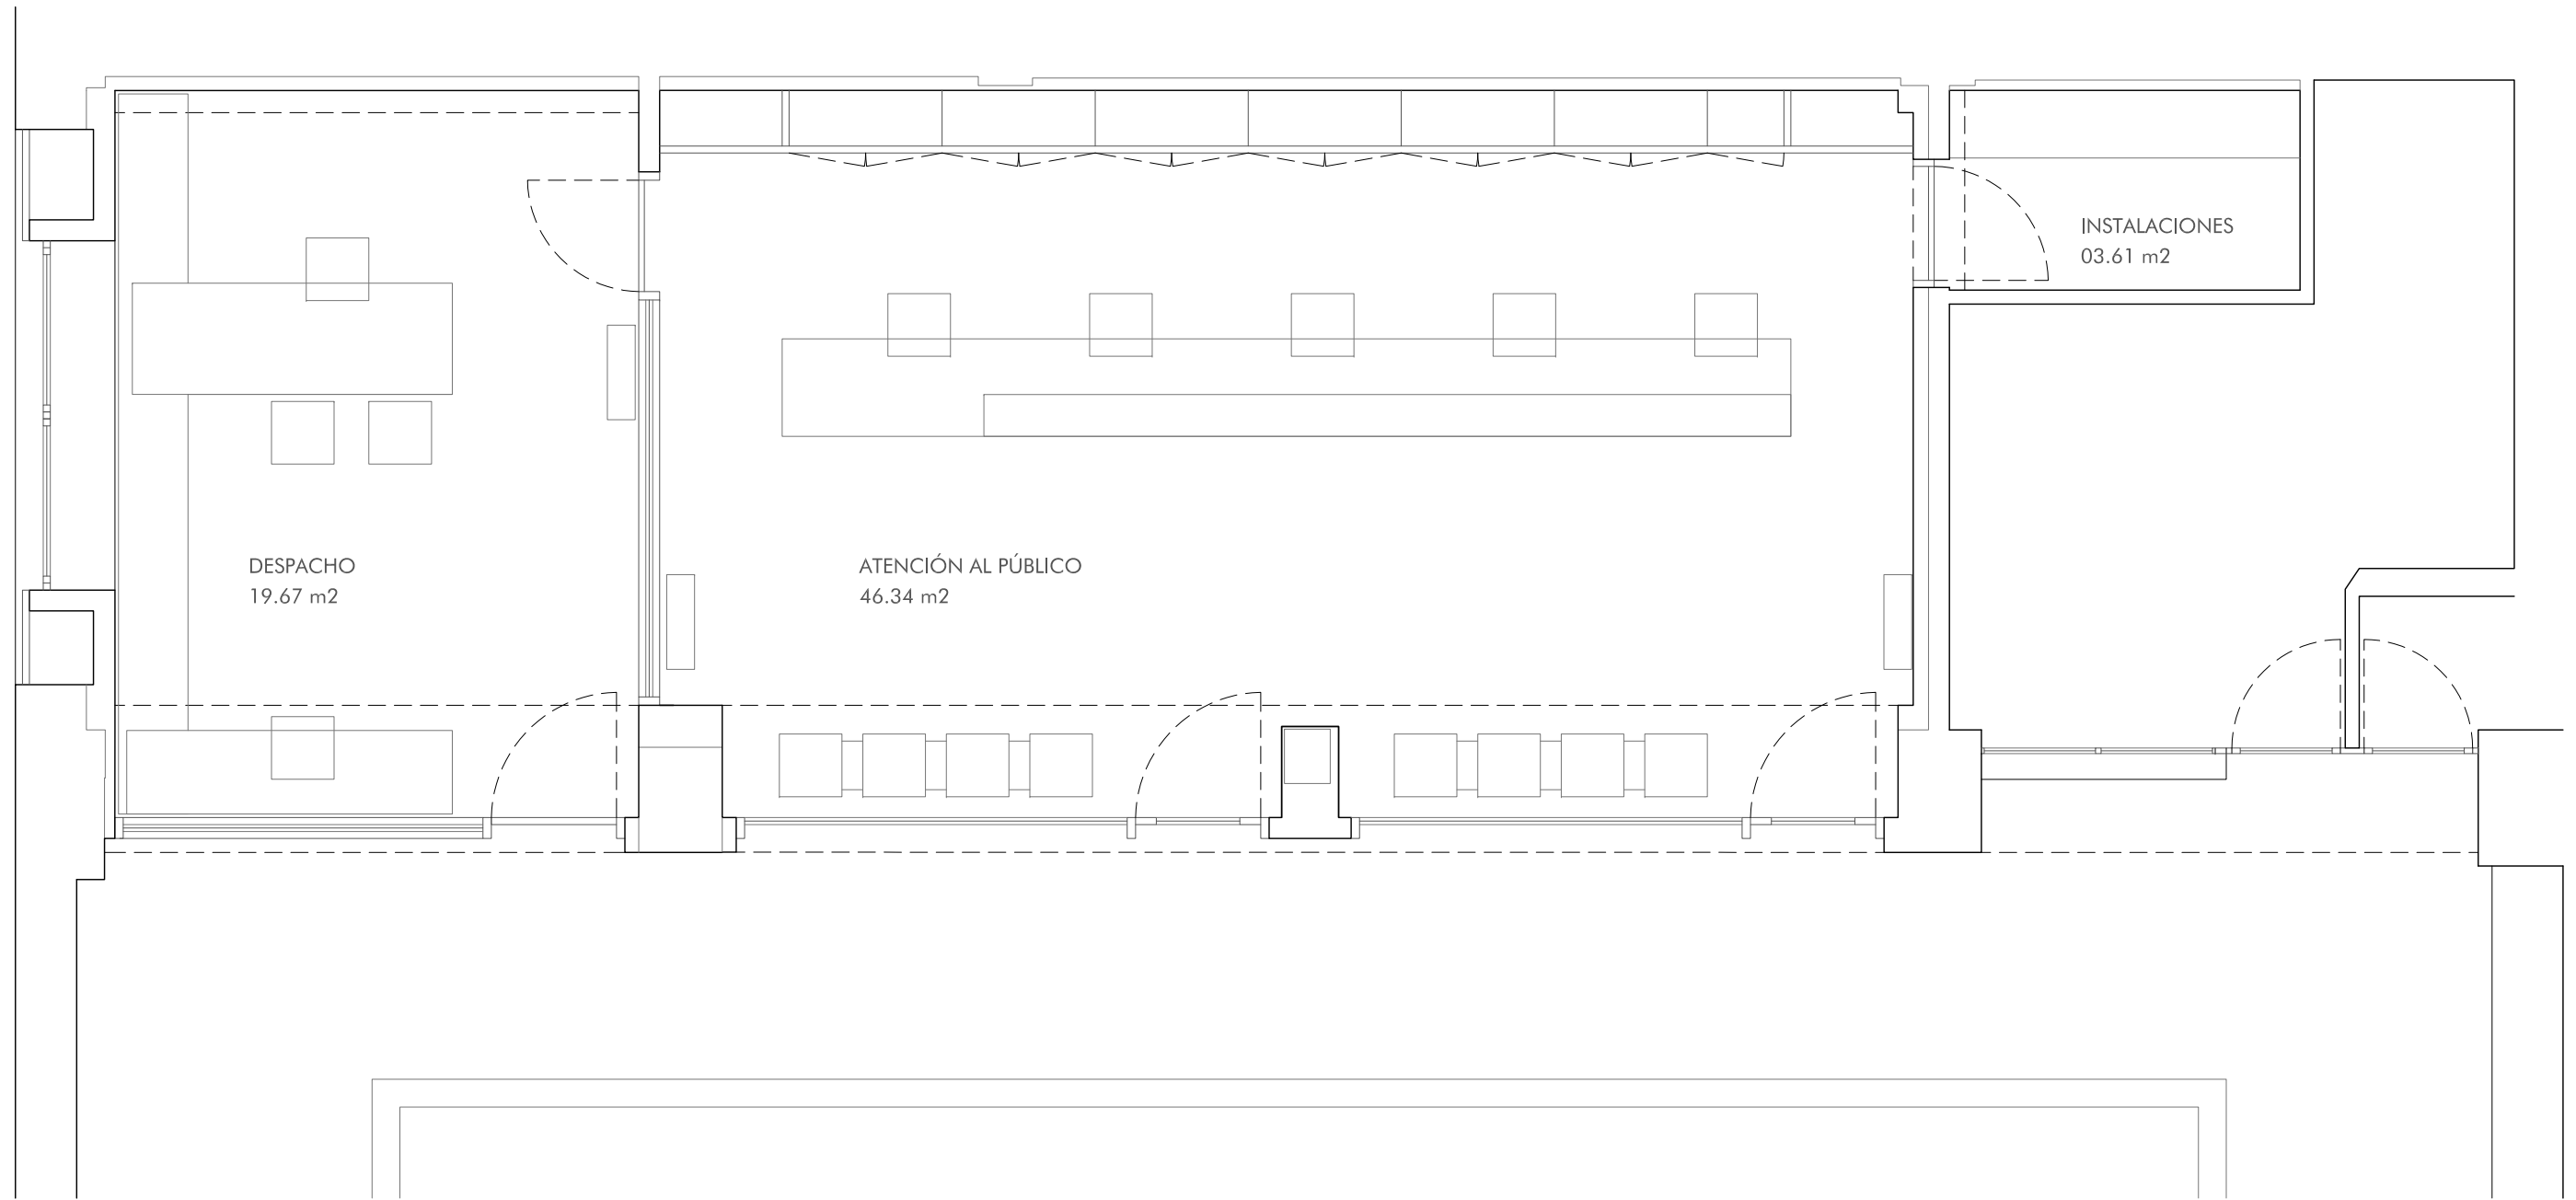 INSTALACIONES
03.61 m2
DESPACHO
19.67 m2
ATENCIÓN AL PÚBLICO
46.34 m2